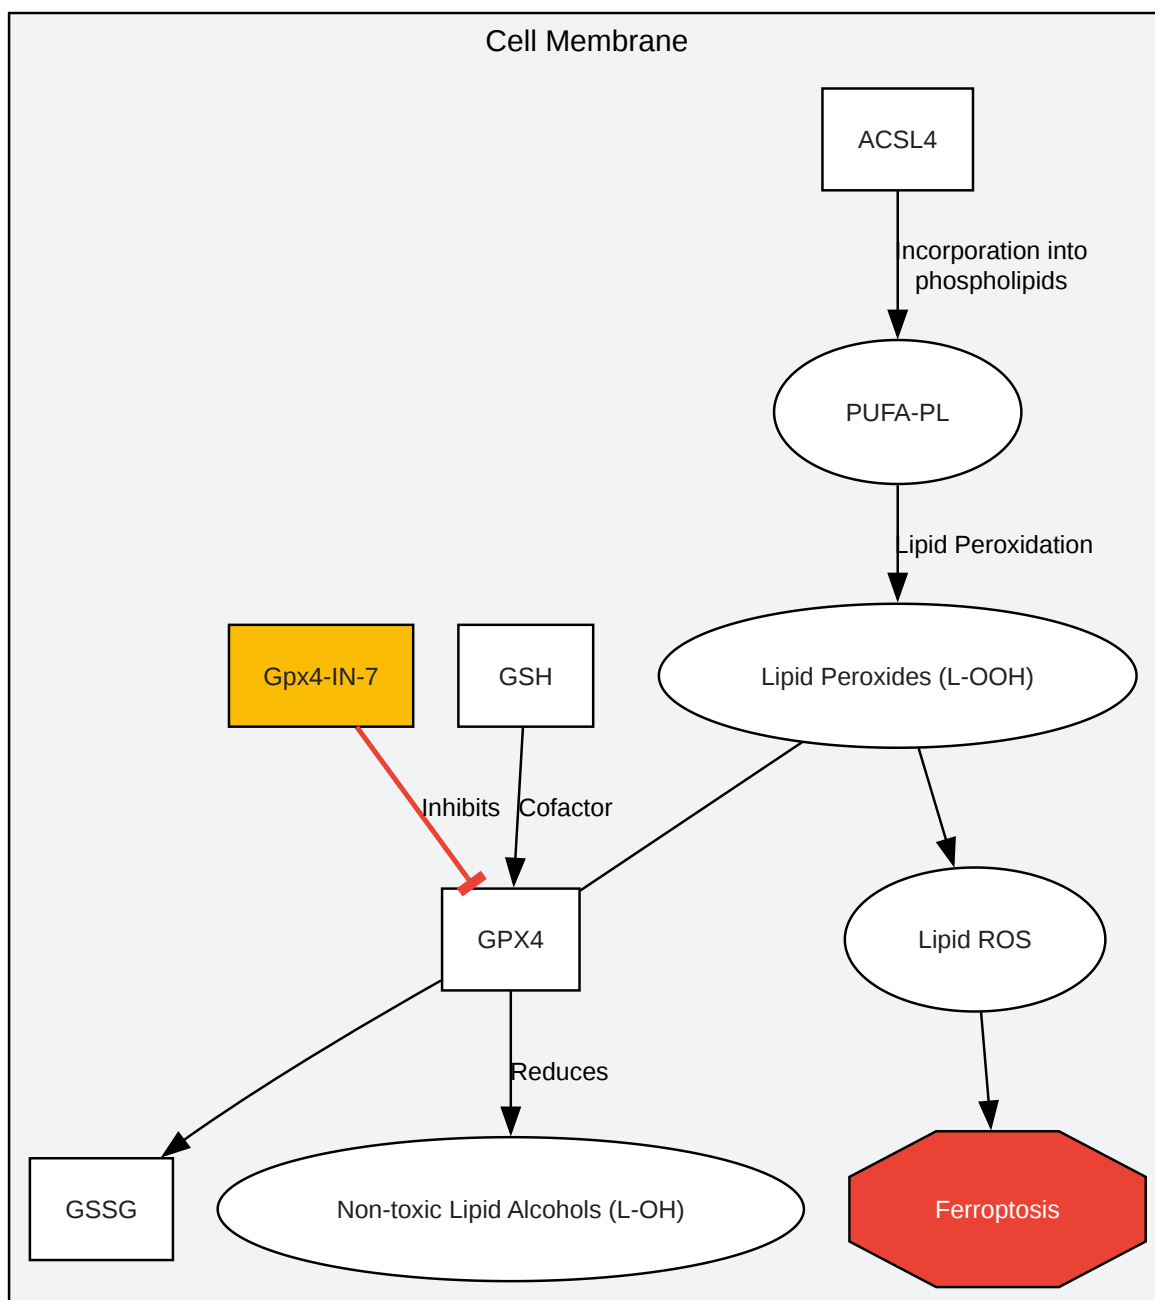 Cell Membrane
ACSL4
Incorporation into
phospholipids
PUFA-PL
Lipid Peroxidation
Gpx4-IN-7
GSH
Lipid Peroxides (L-OOH)
Inhibits
Cofactor
GPX4
Lipid ROS
Reduces
GSSG
Non-toxic Lipid Alcohols (L-OH)
Ferroptosis